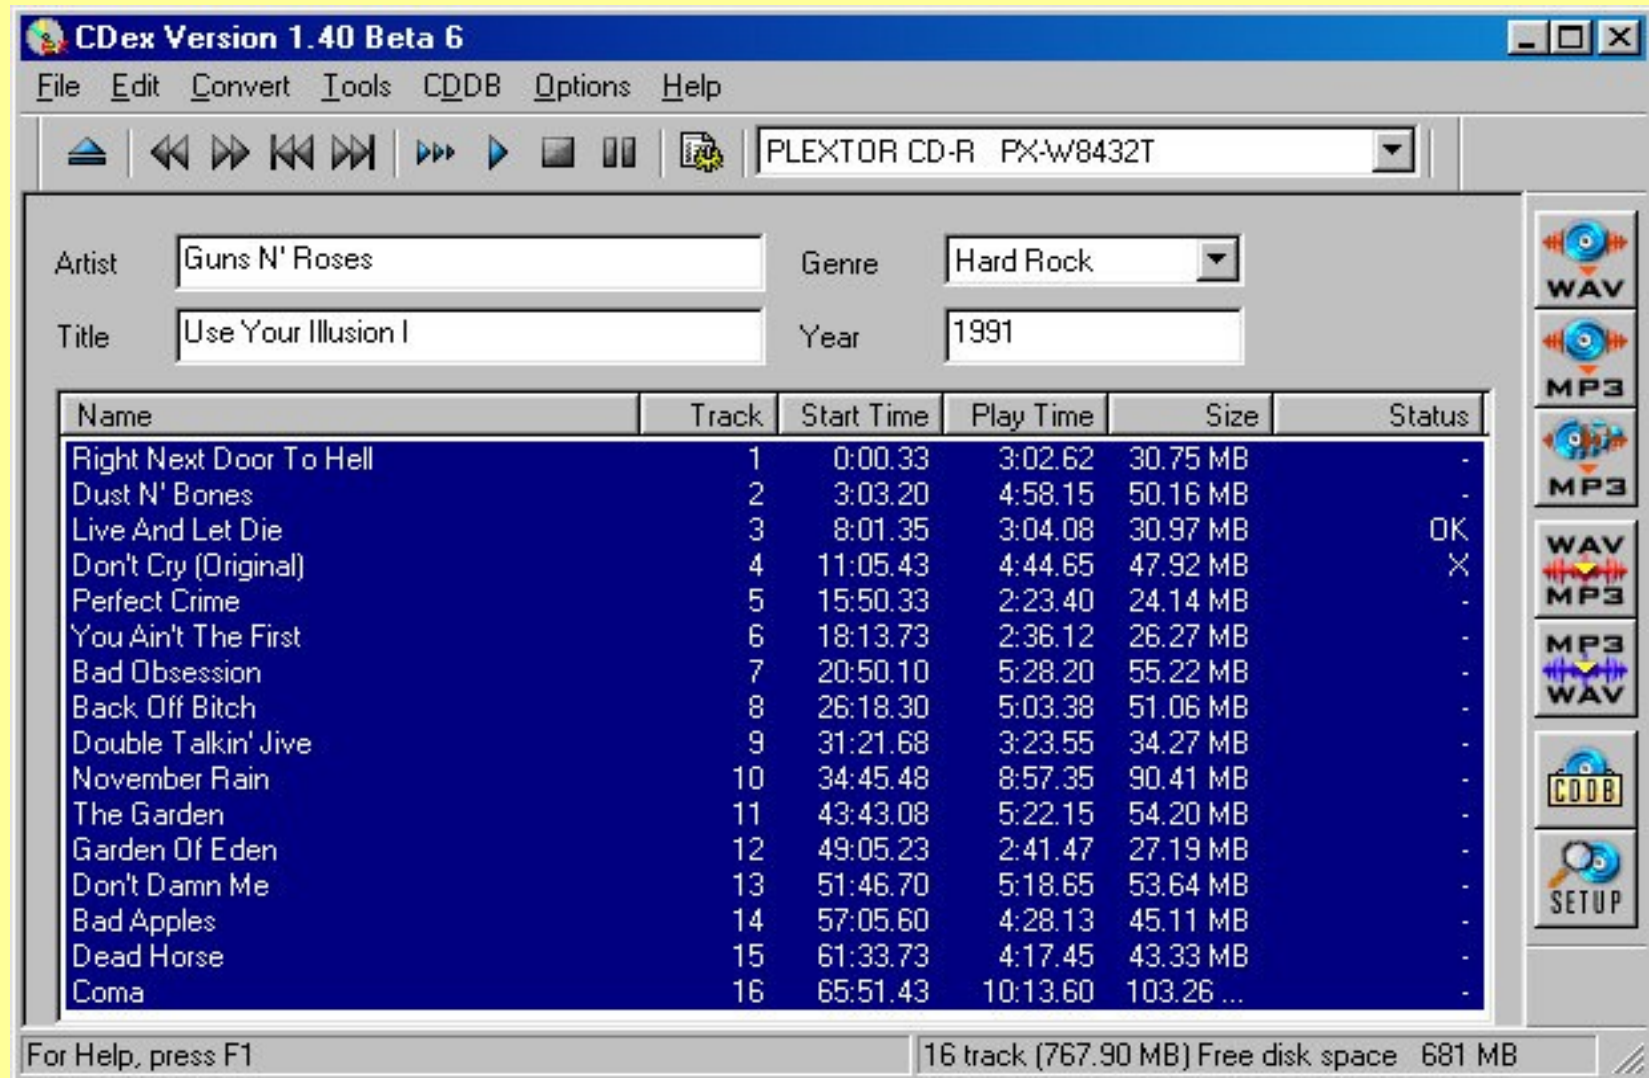 CDex Version 1.40 Beta 6
File Edit Convert Tools CDDB Options Help
PLEXTOR CD-R PX-W8432T
Artist Guns N' Roses Genre Hard Rock
Title Use Your Illusion I Year 1991
Name Track Start Time Play Time Size Status
Right Next Door To Hell 1 0:00.33 3:02.62 30.75 MB -
Dust N' Bones 2 3:03.20 4:58.15 50.16 MB -
Live And Let Die 3 8:01.35 3:04.08 30.97 MB OK
Don't Cry (Original) 4 11:05.43 4:44.65 47.92 MB X
Perfect Crime 5 15:50.33 2:23.40 24.14 MB -
You Ain't The First 6 18:13.73 2:36.12 26.27 MB -
Bad Obsession 7 20:50.10 5:28.20 55.22 MB -
Back Off Bitch 8 26:18.30 5:03.38 51.06 MB -
Double Talkin' Jive 9 31:21.68 3:23.55 34.27 MB -
November Rain 10 34:45.48 8:57.35 90.41 MB -
The Garden 11 43:43.08 5:22.15 54.20 MB -
Garden Of Eden 12 49:05.23 2:41.47 27.19 MB -
Don't Damn Me 13 51:46.70 5:18.65 53.64 MB -
Bad Apples 14 57:05.60 4:28.13 45.11 MB -
Dead Horse 15 61:33.73 4:17.45 43.33 MB -
Coma 16 65:51.43 10:13.60 103.26 ... -
WAV
MP3
MP3
WAV
MP3
MP3
WAV
CDDB
SETUP
For Help, press F1 16 track (767.90 MB) Free disk space 681 MB